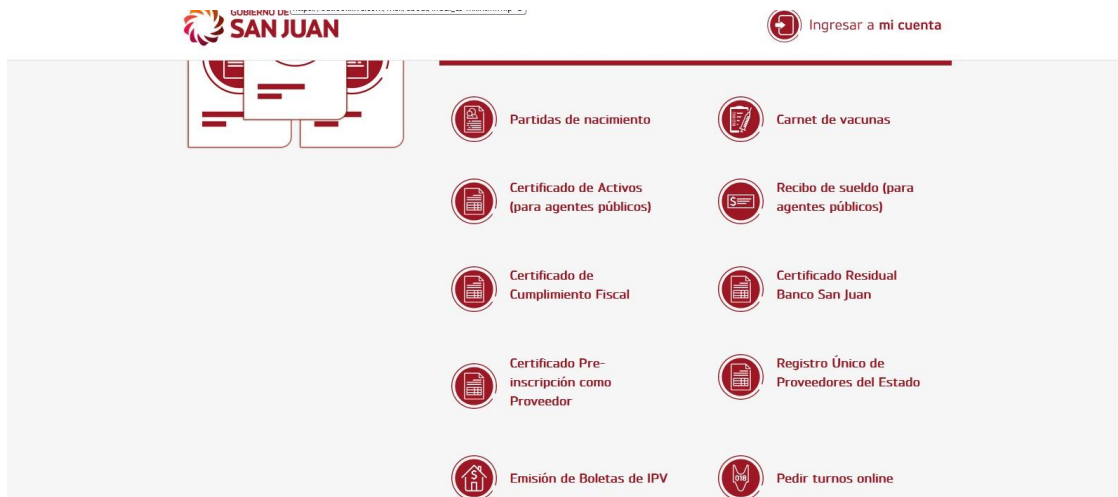 GOBIERNO DE
SAN JUAN
Ingresar a mi cuenta
Partidas de nacimiento
Carnet de vacunas
Certificado de Activos
(para agentes públicos)
Recibo de sueldo (para
agentes públicos)
Certificado de
Cumplimiento Fiscal
Certificado Residual
Banco San Juan
Certificado Pre-
inscripción como
Proveedor
Registro Único de
Proveedores del Estado
Emisión de Boletas de IPV
018
Pedir turnos online